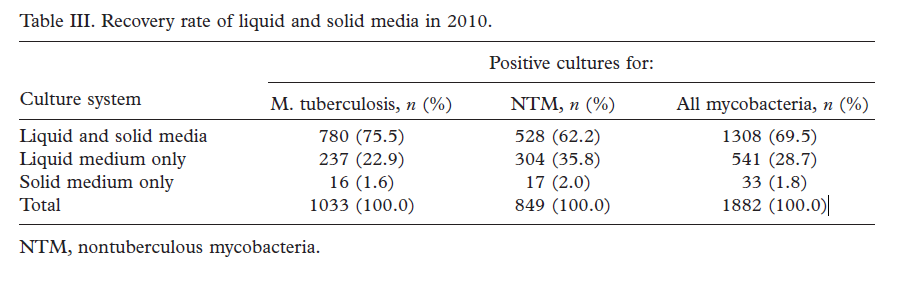 Table III. Recovery rate of liquid and solid media in 2010.
Positive cultures for:
Culture system M. tuberculosis, n (%) NTM, n (%) All mycobacteria, n (%)
Liquid and solid media 780 (75.5) 528 (62.2) 1308 (69.5)
Liquid medium only 237 (22.9) 304 (35.8) 541 (28.7)
Solid medium only 16 (1.6) 17 (2.0) 33 (1.8)
Total 1033 (100.0) 849 (100.0) 1882 (100.0)
NTM, nontuberculous mycobacteria.